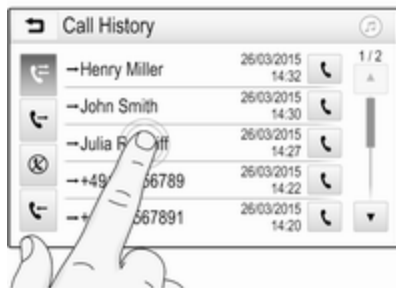 Call History
1/2
→Henry Miller 26/03/2015 14:32
→John Smith 26/03/2015 14:30
→Julia 26/03/2015 14:27
→+49 56789 26/03/2015 14:22
→+ 567891 26/03/2015 14:20